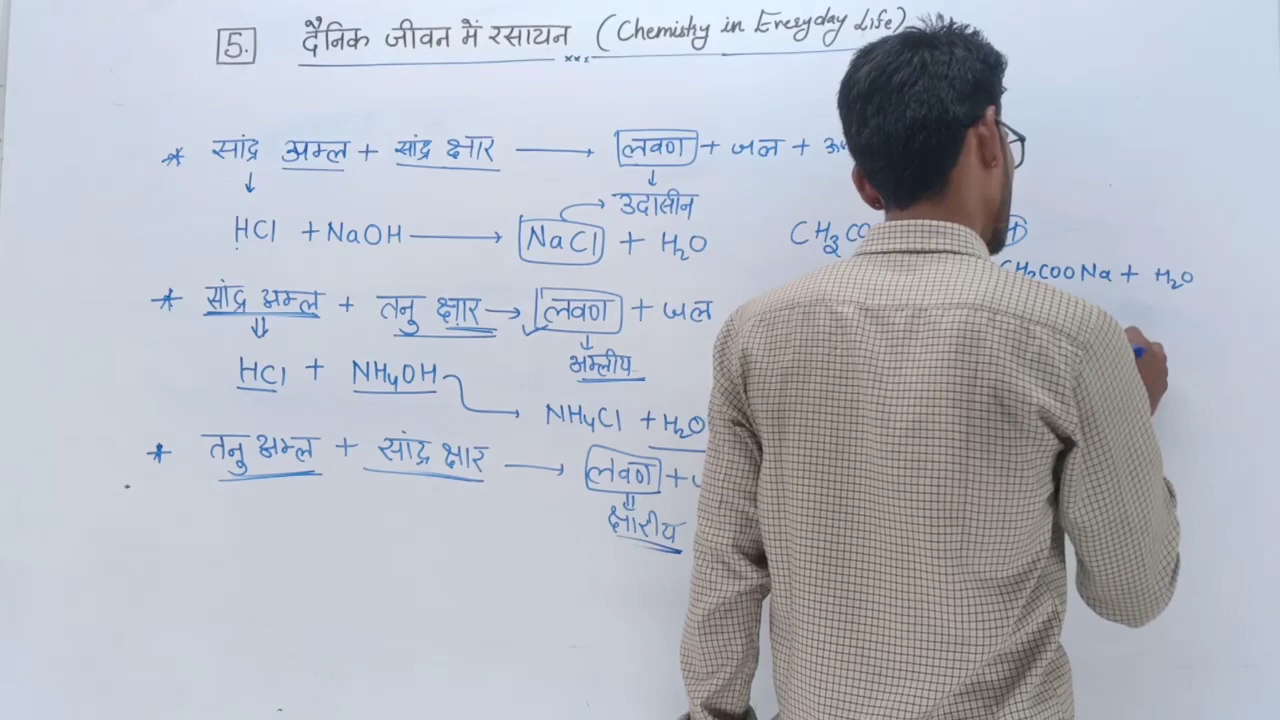 5. दैनिक जीवन में रसायन (Chemistry in Everyday Life)
* सांद्र अम्ल + सांद्र क्षार ⟶ लवण + जल +
↓ ↓
उदासीन
HCl + NaOH ⟶ NaCl + H₂O
CH₃CO
CH₃COONa + H₂O
* सांद्र अम्ल + तनु क्षार → लवण + जल
⇓ ↓
अम्लीय
HCl + NH₄OH → NH₄Cl + H₂O
* तनु अम्ल + सांद्र क्षार ⟶ लवण +
⇓
क्षारीय